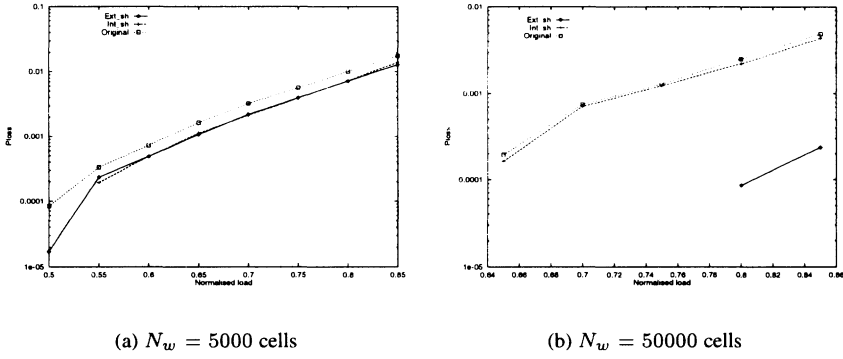 0.1
0.01
0.001
0.0001
1e-05
Ploss
Ext_sh
Int_sh
Original
0.5 0.55 0.6 0.65 0.7 0.75 0.8 0.85
Normalised load
(a) N_w = 5000 cells
0.01
0.001
0.0001
1e-05
Ploss
Ext_sh
Int_sh
Original
0.64 0.66 0.68 0.7 0.72 0.74 0.76 0.78 0.8 0.82 0.84 0.86
Normalised load
(b) N_w = 50000 cells